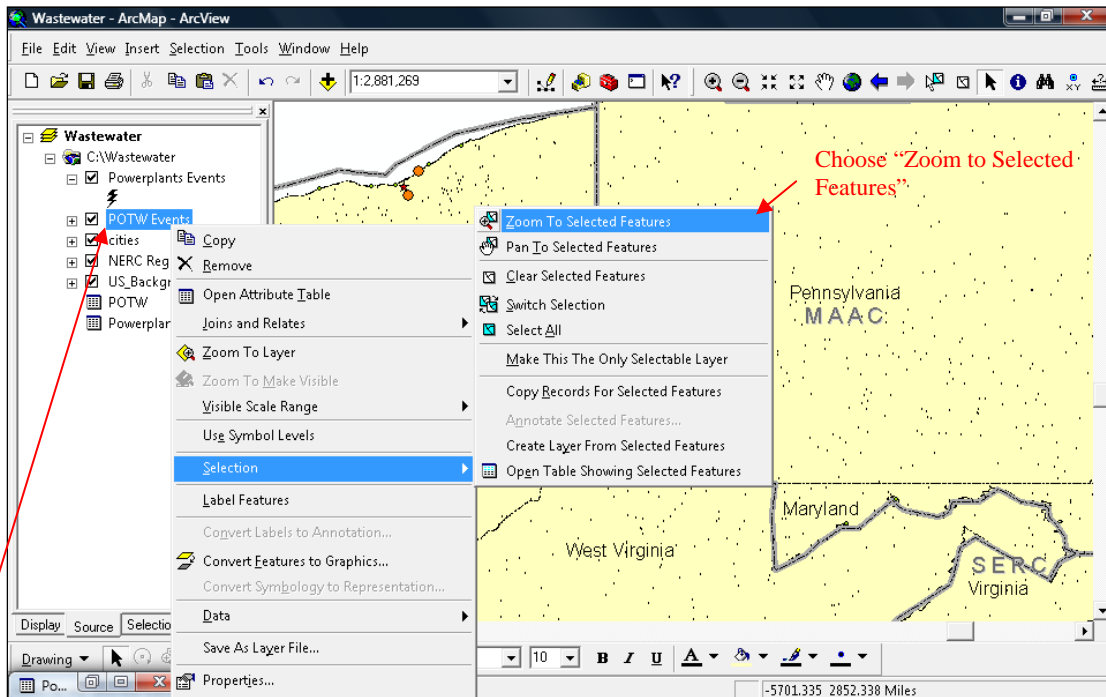 Wastewater - ArcMap - ArcView
File Edit View Insert Selection Tools Window Help
1:2,881,269
Wastewater
C:\Wastewater
Powerplants Events
POTW Events
cities
NERC Reg
US_Backgr
POTW
Powerplan
Copy
Remove
Open Attribute Table
Joins and Relates
Zoom To Layer
Zoom To Make Visible
Visible Scale Range
Use Symbol Levels
Selection
Label Features
Convert Labels to Annotation...
Convert Features to Graphics...
Convert Symbology to Representation...
Data
Save As Layer File...
Properties...
Zoom To Selected Features
Pan To Selected Features
Clear Selected Features
Switch Selection
Select All
Make This The Only Selectable Layer
Copy Records For Selected Features
Annotate Selected Features...
Create Layer From Selected Features
Open Table Showing Selected Features
Choose “Zoom to Selected
Features”
Pennsylvania
MAAC
Maryland
West Virginia
SERC
Virginia
Display Source Selectio
Drawing 10 B I U A
Po...
-5701.335 2852.338 Miles